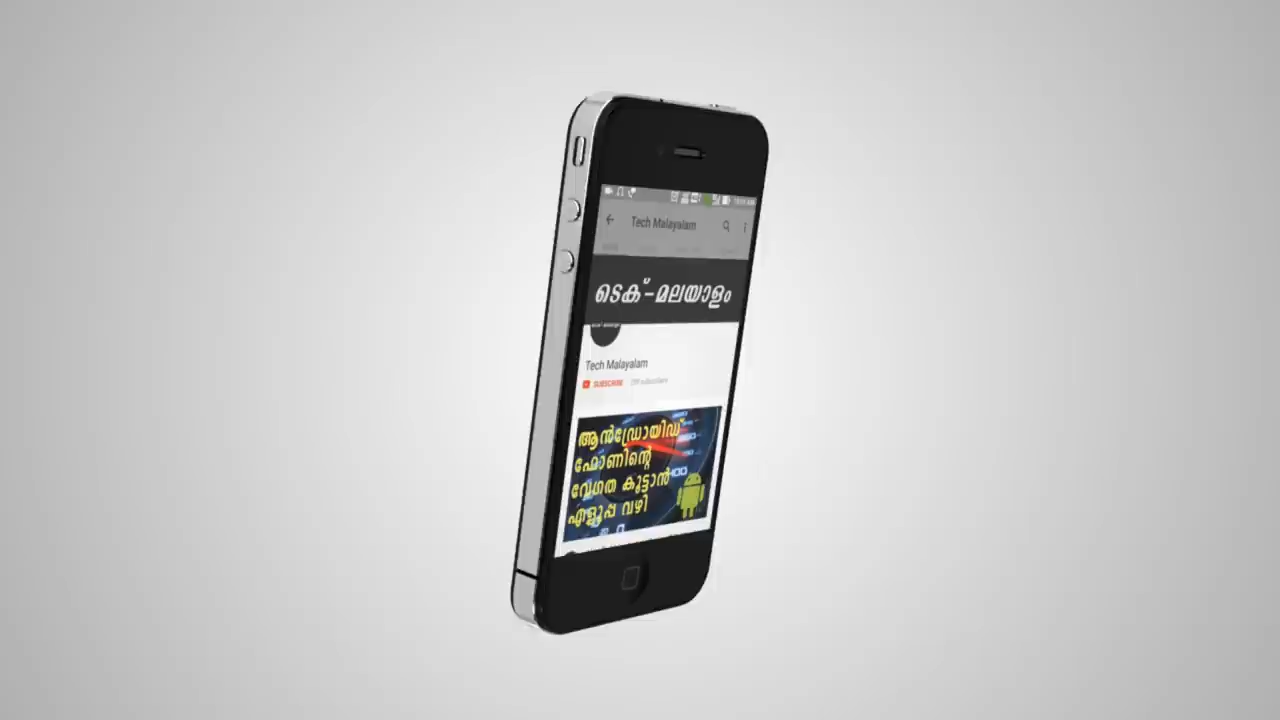 Tech Malayalam
ടെക്-മലയാളം
Tech Malayalam
SUBSCRIBE
ആൻഡ്രോയിഡ്
ഫോണിന്റെ
വേഗത കൂട്ടാൻ
എളുപ്പ വഴി